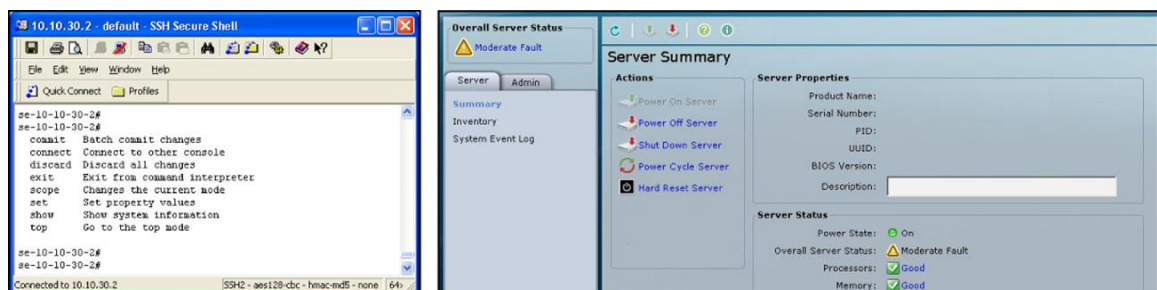 10.10.30.2 - default - SSH Secure Shell
File Edit View Window Help
Quick Connect Profiles
se-10-10-30-2#
se-10-10-30-2#
commit Batch commit changes
connect Connect to other console
discard Discard all changes
exit Exit from command interpreter
scope Changes the current mode
set Set property values
show Show system information
top Go to the top mode
se-10-10-30-2#
se-10-10-30-2#
Connected to 10.10.30.2 SSH2 - aes128-cbc - hmac-md5 - none 64x
Overall Server Status
Moderate Fault
Server Admin
Summary
Inventory
System Event Log
Server Summary
Actions
Power On Server
Power Off Server
Shut Down Server
Power Cycle Server
Hard Reset Server
Server Properties
Product Name:
Serial Number:
PID:
UUID:
BIOS Version:
Description:
Server Status
Power State: On
Overall Server Status: Moderate Fault
Processors: Good
Memory: Good